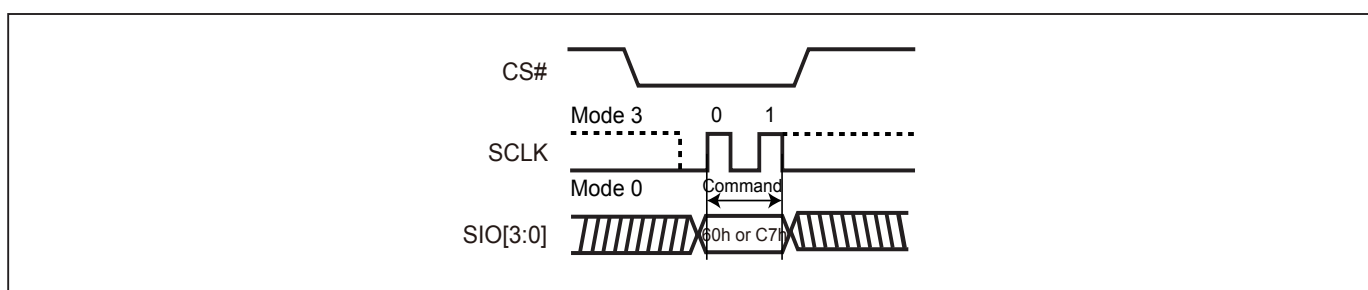 CS#
Mode 3 0 1
SCLK
Mode 0 Command
SIO[3:0] 60h or C7h